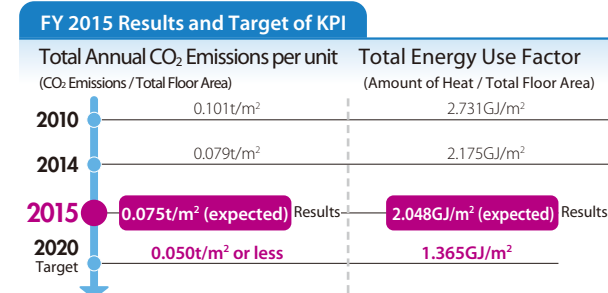 FY 2015 Results and Target of KPI
Total Annual CO₂ Emissions per unit Total Energy Use Factor
(CO₂ Emissions / Total Floor Area) (Amount of Heat / Total Floor Area)
2010 0.101t/m² 2.731GJ/m²
2014 0.079t/m² 2.175GJ/m²
2015 0.075t/m² (expected) Results 2.048GJ/m² (expected) Results
2020 0.050t/m² or less 1.365GJ/m²
Target